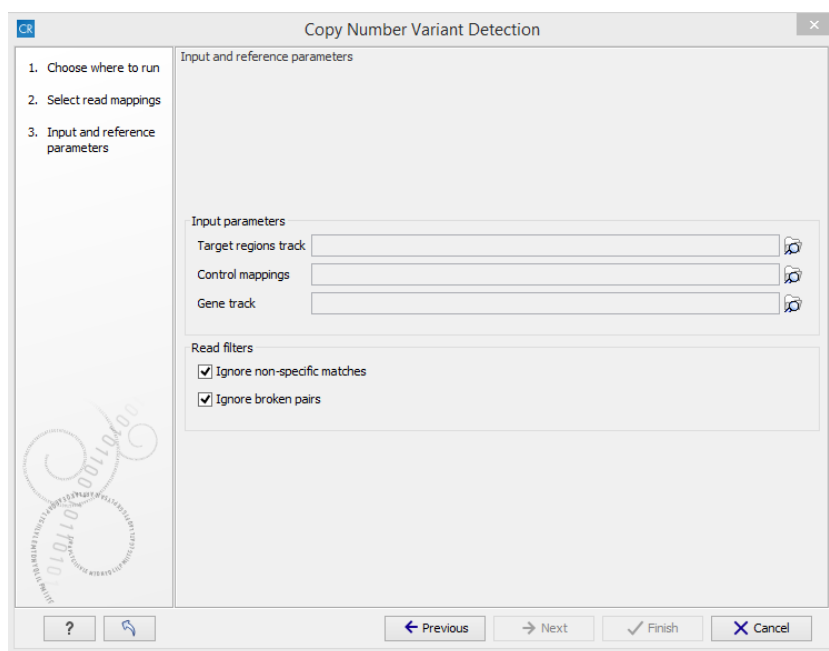 CR
Copy Number Variant Detection
1. Choose where to run
2. Select read mappings
3. Input and reference
parameters
Input and reference parameters
Input parameters
Target regions track
Control mappings
Gene track
Read filters
Ignore non-specific matches
Ignore broken pairs
?
Previous
Next
Finish
Cancel